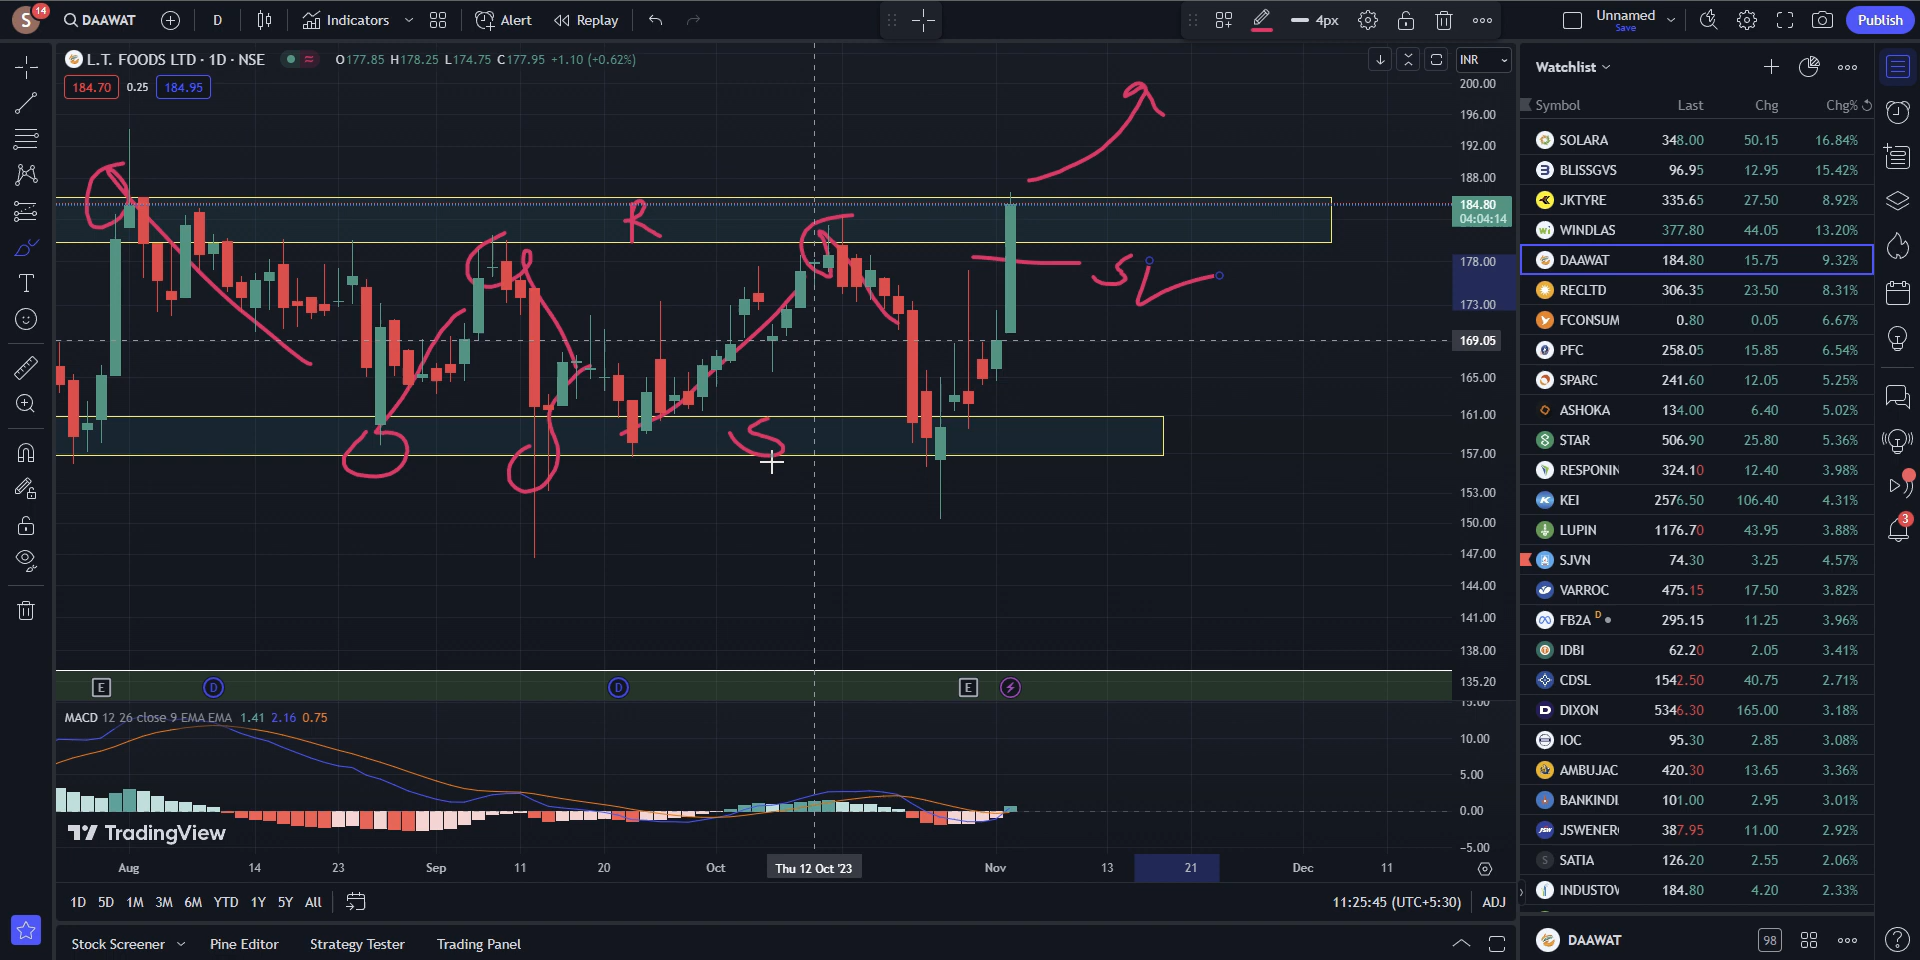 S 14 DAAWAT D Indicators Alert Replay 4px Unnamed Save Publish
L.T. FOODS LTD · 1D · NSE O177.85 H178.25 L174.75 C177.95 +1.10 (+0.62%) INR
184.70 0.25 184.95
200.00
196.00
192.00
188.00
184.80
04:04:14
178.00
173.00
169.05
165.00
161.00
157.00
153.00
150.00
147.00
144.00
141.00
138.00
135.20
R
S
S
E D D E
MACD 12 26 close 9 EMA EMA 1.41 2.16 0.75
15.00
10.00
5.00
0.00
−5.00
TradingView
Aug 14 23 Sep 11 20 Oct Thu 12 Oct '23 Nov 13 21 Dec 11
1D 5D 1M 3M 6M YTD 1Y 5Y All 11:25:45 (UTC+5:30) ADJ
Stock Screener Pine Editor Strategy Tester Trading Panel
Watchlist
Symbol Last Chg Chg%
SOLARA 348.00 50.15 16.84%
BLISSGVS 96.95 12.95 15.42%
JKTYRE 335.65 27.50 8.92%
WINDLAS 377.80 44.05 13.20%
DAAWAT 184.80 15.75 9.32%
RECLTD 306.35 23.50 8.31%
FCONSUM 0.80 0.05 6.67%
PFC 258.05 15.85 6.54%
SPARC 241.60 12.05 5.25%
ASHOKA 134.00 6.40 5.02%
STAR 506.90 25.80 5.36%
RESPONIN 324.10 12.40 3.98%
KEI 2576.50 106.40 4.31%
LUPIN 1176.70 43.95 3.88%
SJVN 74.30 3.25 4.57%
VARROC 475.15 17.50 3.82%
FB2A D 295.15 11.25 3.96%
IDBI 62.20 2.05 3.41%
CDSL 1542.50 40.75 2.71%
DIXON 5346.30 165.00 3.18%
IOC 95.30 2.85 3.08%
AMBUJAC 420.30 13.65 3.36%
BANKINDI 101.00 2.95 3.01%
JSWENER 387.95 11.00 2.92%
SATIA 126.20 2.55 2.06%
INDUSTOV 184.80 4.20 2.33%
DAAWAT 98
3